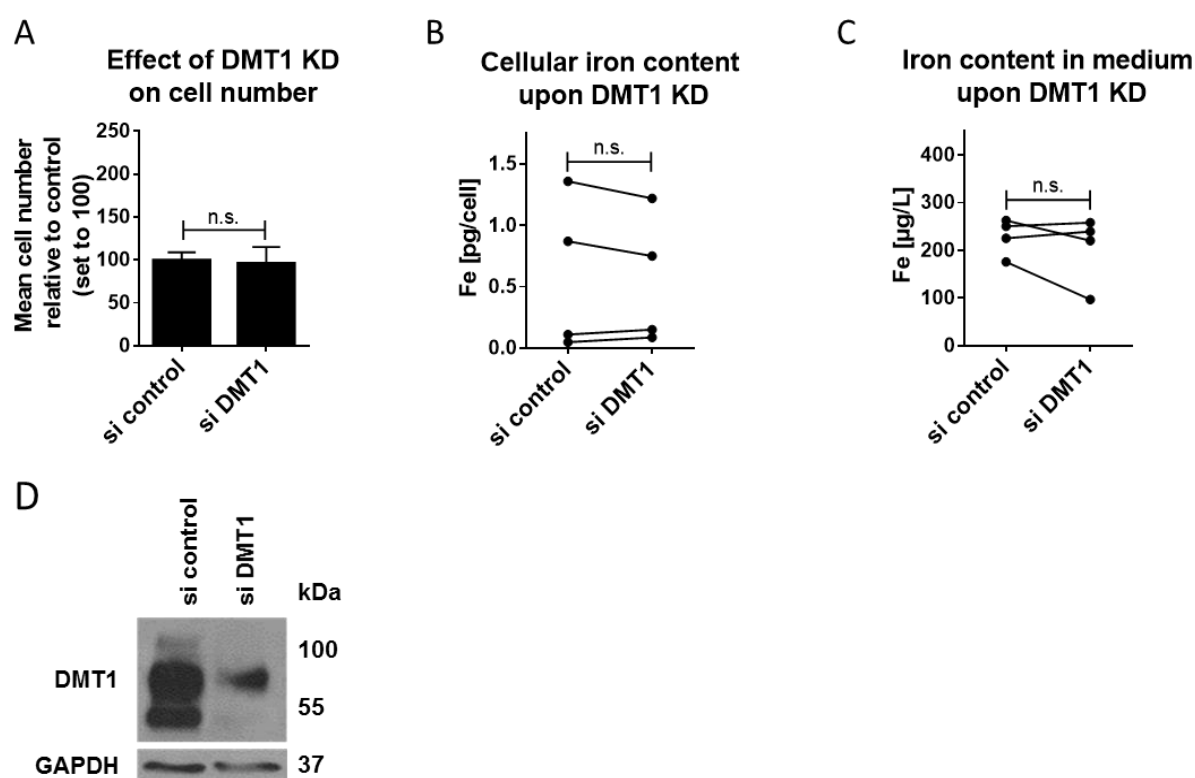 A
Effect of DMT1 KD
on cell number
Mean cell number
relative to control
(set to 100)
250
200
150
100
50
0
n.s.
si control
si DMT1
B
Cellular iron content
upon DMT1 KD
Fe [pg/cell]
1.5
1.0
0.5
0.0
n.s.
si control
si DMT1
C
Iron content in medium
upon DMT1 KD
Fe [µg/L]
400
300
200
100
0
n.s.
si control
si DMT1
D
si control
si DMT1
kDa
100
DMT1
55
GAPDH
37